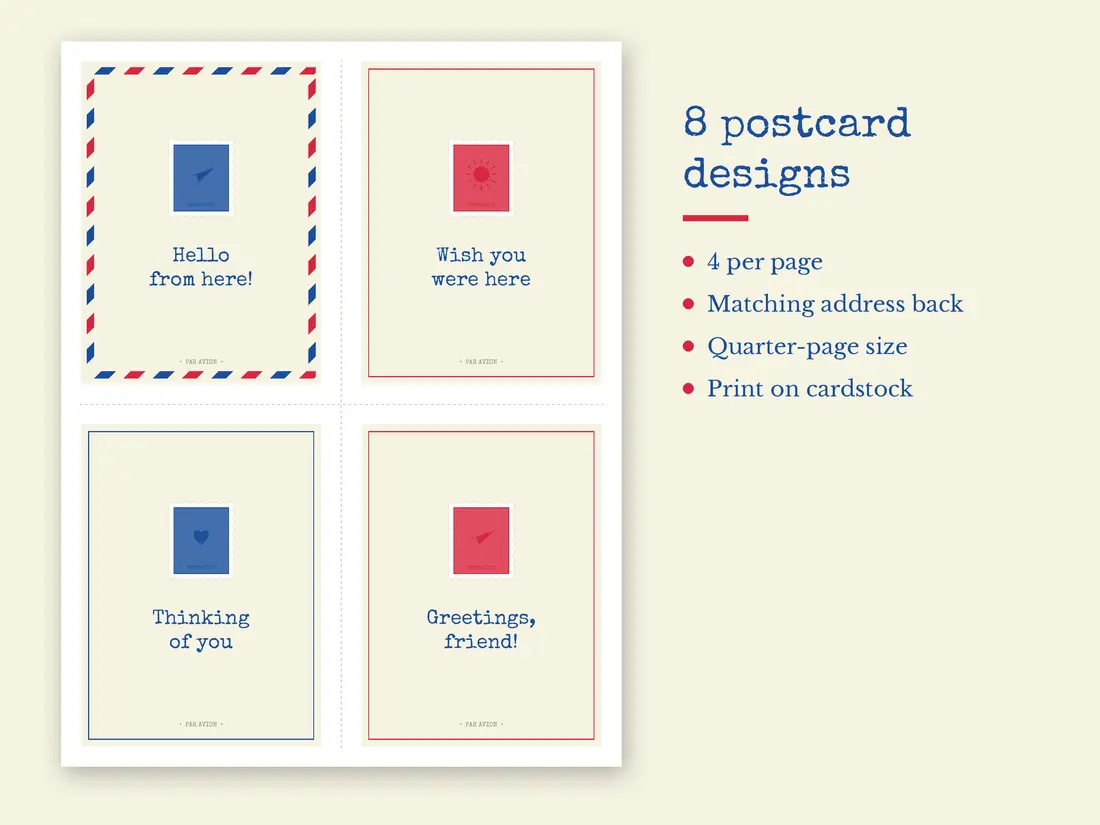 8 postcard
designs
4 per page
Matching address back
Quarter-page size
Print on cardstock
Hello
from here!
· PAR AVION ·
Wish you
were here
· PAR AVION ·
Thinking
of you
· PAR AVION ·
Greetings,
friend!
· PAR AVION ·